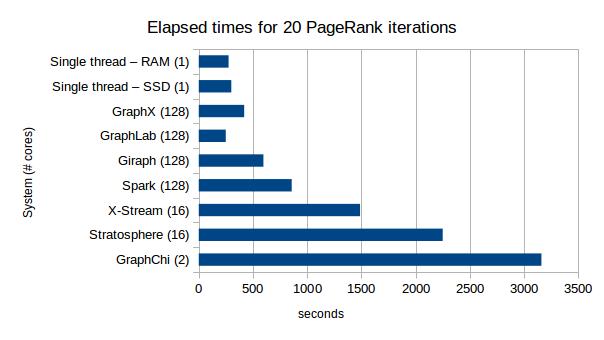 Elapsed times for 20 PageRank iterations
System (# cores)
Single thread – RAM (1)
Single thread – SSD (1)
GraphX (128)
GraphLab (128)
Giraph (128)
Spark (128)
X-Stream (16)
Stratosphere (16)
GraphChi (2)
0 500 1000 1500 2000 2500 3000 3500
seconds